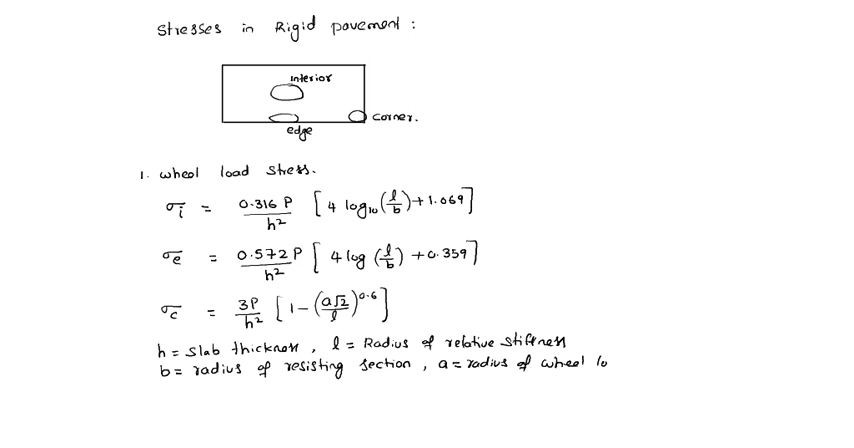 Stresses in Rigid pavement :
interior
corner.
edge
1. wheel load stress.
σi = 0.316 P / h² [ 4 log₁₀ (l/b) + 1.069 ]
σe = 0.572 P / h² [ 4 log (l/b) + 0.359 ]
σc = 3P / h² [ 1 - (a√2 / l)^0.6 ]
h = slab thickness , l = Radius of relative stiffness
b = radius of resisting section , a = radius of wheel lo